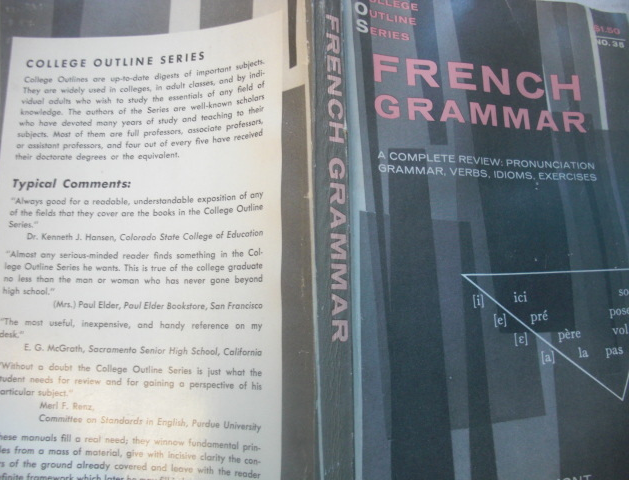 COLLEGE OUTLINE SERIES
College Outlines are up-to-date digests of important subjects.
They are widely used in colleges, in adult classes, and by indi-
vidual adults who wish to study the essentials of any field of
knowledge. The authors of the Series are well-known scholars
who have devoted many years of study and teaching to their
subjects. Most of them are full professors, associate professors,
or assistant professors, and four out of every five have received
their doctorate degrees or the equivalent.
Typical Comments:
"Always good for a readable, understandable exposition of any
of the fields that they cover are the books in the College Outline
Series."
Dr. Kenneth J. Hansen, Colorado State College of Education
"Almost any serious-minded reader finds something in the Col-
lege Outline Series he wants. This is true of the college graduate
no less than the man or woman who has never gone beyond
high school."
(Mrs.) Paul Elder, Paul Elder Bookstore, San Francisco
"The most useful, inexpensive, and handy reference on my
desk."
E. G. McGrath, Sacramento Senior High School, California
"Without a doubt the College Outline Series is just what the
tudent needs for review and for gaining a perspective of his
articular subject."
Merl F. Renz,
Committee on Standards in English, Purdue University
hese manuals fill a real need; they winnow fundamental prin-
les from a mass of material, give with incisive clarity the con-
s of the ground already covered and leave with the reader
FRENCH GRAMMAR
OLLEGE
OUTLINE
SERIES
$1.50
NO. 35
FRENCH
GRAMMAR
A COMPLETE REVIEW: PRONUNCIATION
GRAMMAR, VERBS, IDIOMS, EXERCISES
[i] ici so
[e] pré pos
[ɛ] père vol
[a] la pas